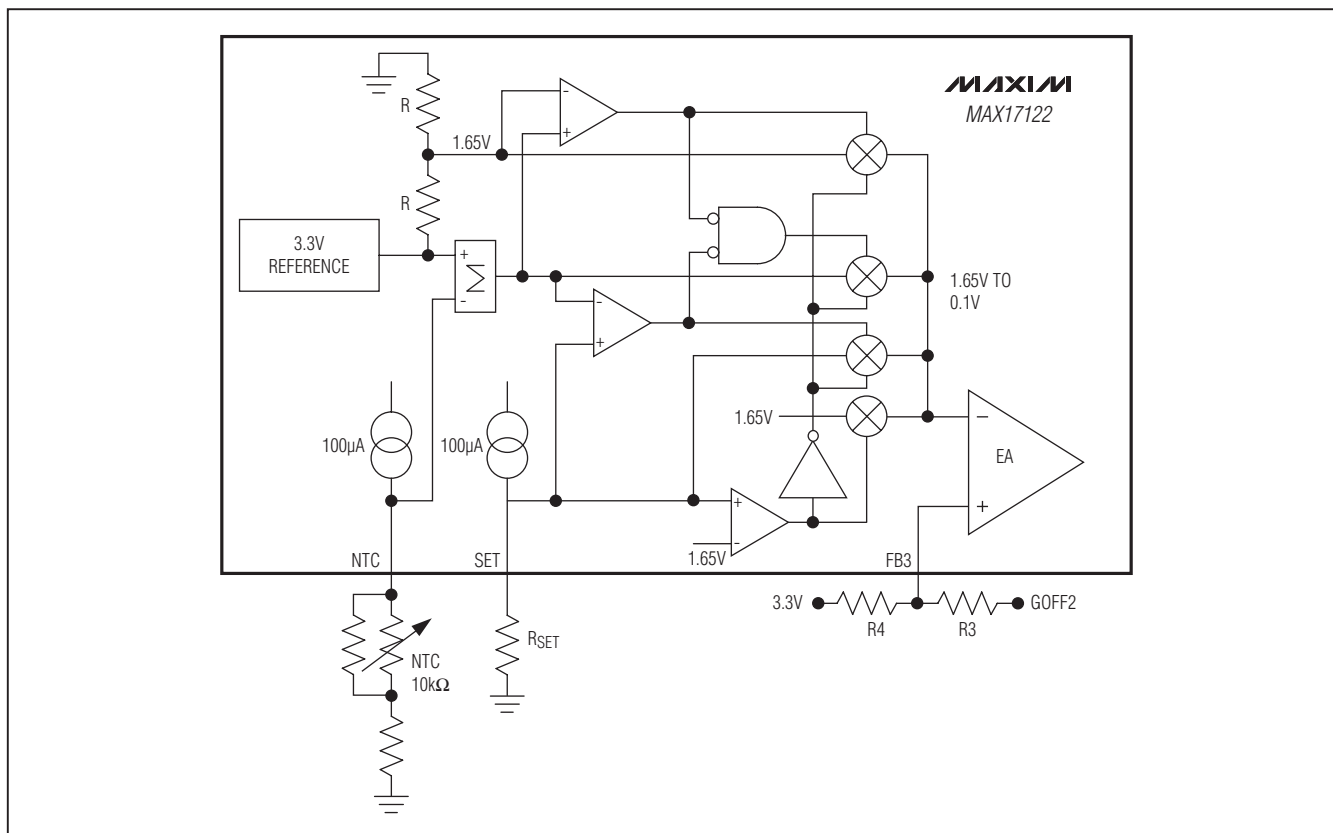 MAXIM
MAX17122
R
1.65V
-
+
R
3.3V
REFERENCE
+
-
Σ
1.65V TO
0.1V
-
+
100µA
100µA
1.65V
−
EA
+
+
-
1.65V
NTC
SET
FB3
3.3V
GOFF2
R4
R3
RSET
NTC
10kΩ